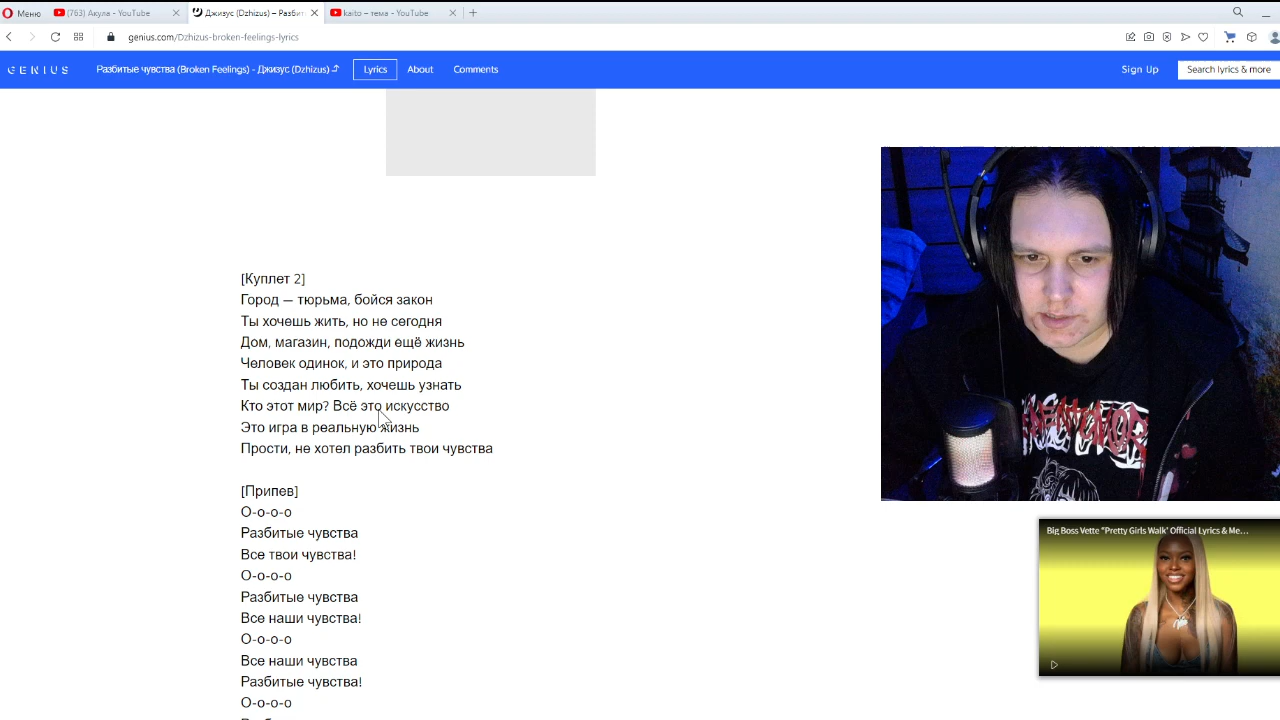 Меню
(763) Акула - YouTube
Джизус (Dzhizus) – Разбит
kaito – тема - YouTube
genius.com/Dzhizus-broken-feelings-lyrics
GENIUS
Разбитые чувства (Broken Feelings) - Джизус (Dzhizus)
Lyrics
About
Comments
Sign Up
Search lyrics & more
[Куплет 2]
Город — тюрьма, бойся закон
Ты хочешь жить, но не сегодня
Дом, магазин, подожди ещё жизнь
Человек одинок, и это природа
Ты создан любить, хочешь узнать
Кто этот мир? Всё это искусство
Это игра в реальную жизнь
Прости, не хотел разбить твои чувства
[Припев]
О-о-о-о
Разбитые чувства
Все твои чувства!
О-о-о-о
Разбитые чувства
Все наши чувства!
О-о-о-о
Все наши чувства
Разбитые чувства!
О-о-о-о
Big Boss Vette "Pretty Girls Walk" Official Lyrics & Me...